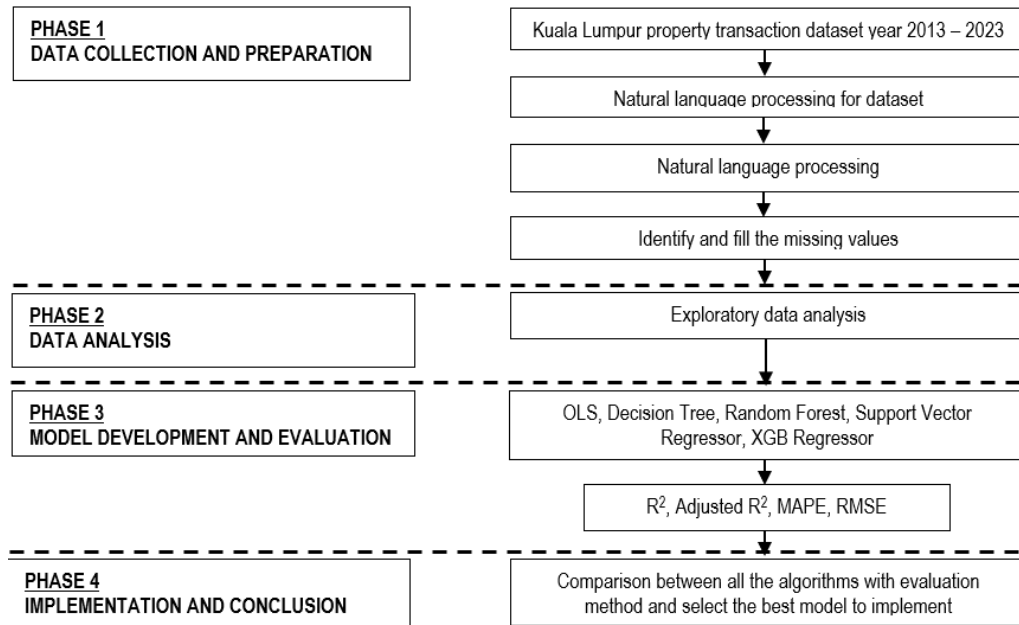 PHASE 1
DATA COLLECTION AND PREPARATION
Kuala Lumpur property transaction dataset year 2013 – 2023
Natural language processing for dataset
Natural language processing
Identify and fill the missing values
PHASE 2
DATA ANALYSIS
Exploratory data analysis
PHASE 3
MODEL DEVELOPMENT AND EVALUATION
OLS, Decision Tree, Random Forest, Support Vector
Regressor, XGB Regressor
R², Adjusted R², MAPE, RMSE
PHASE 4
IMPLEMENTATION AND CONCLUSION
Comparison between all the algorithms with evaluation
method and select the best model to implement